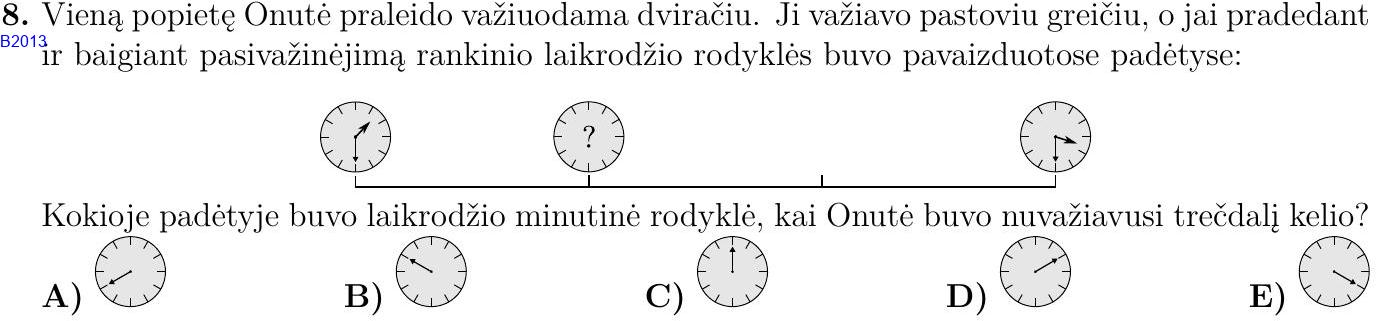 8. Vieną popietę Onutė praleido važiuodama dviračiu. Ji važiavo pastoviu greičiu, o jai pradedant
B2013
ir baigiant pasivažinėjimą rankinio laikrodžio rodyklės buvo pavaizduotose padėtyse:
?
Kokioje padėtyje buvo laikrodžio minutinė rodyklė, kai Onutė buvo nuvažiavusi trečdalį kelio?
A) B) C) D) E)